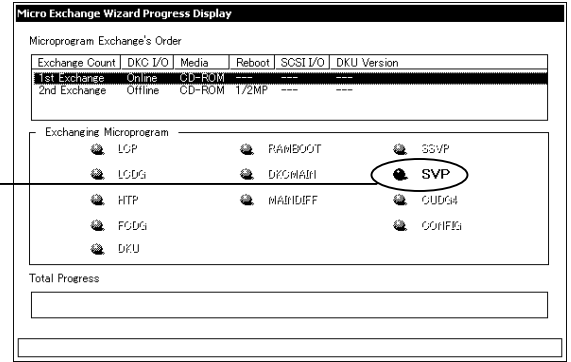 Micro Exchange Wizard Progress Display
Microprogram Exchange's Order
Exchange Count DKC I/O Media Reboot SCSI I/O DKU Version
1st Exchange Online CD-ROM --- --- ---
2nd Exchange Offline CD-ROM 1/2MP --- ---
Exchanging Microprogram
LCP RAMBOOT SSVP
LCDG DKCMAIN SVP
HTP MAINDIFF CUDG4
FCDG CONFIG
DKU
Total Progress